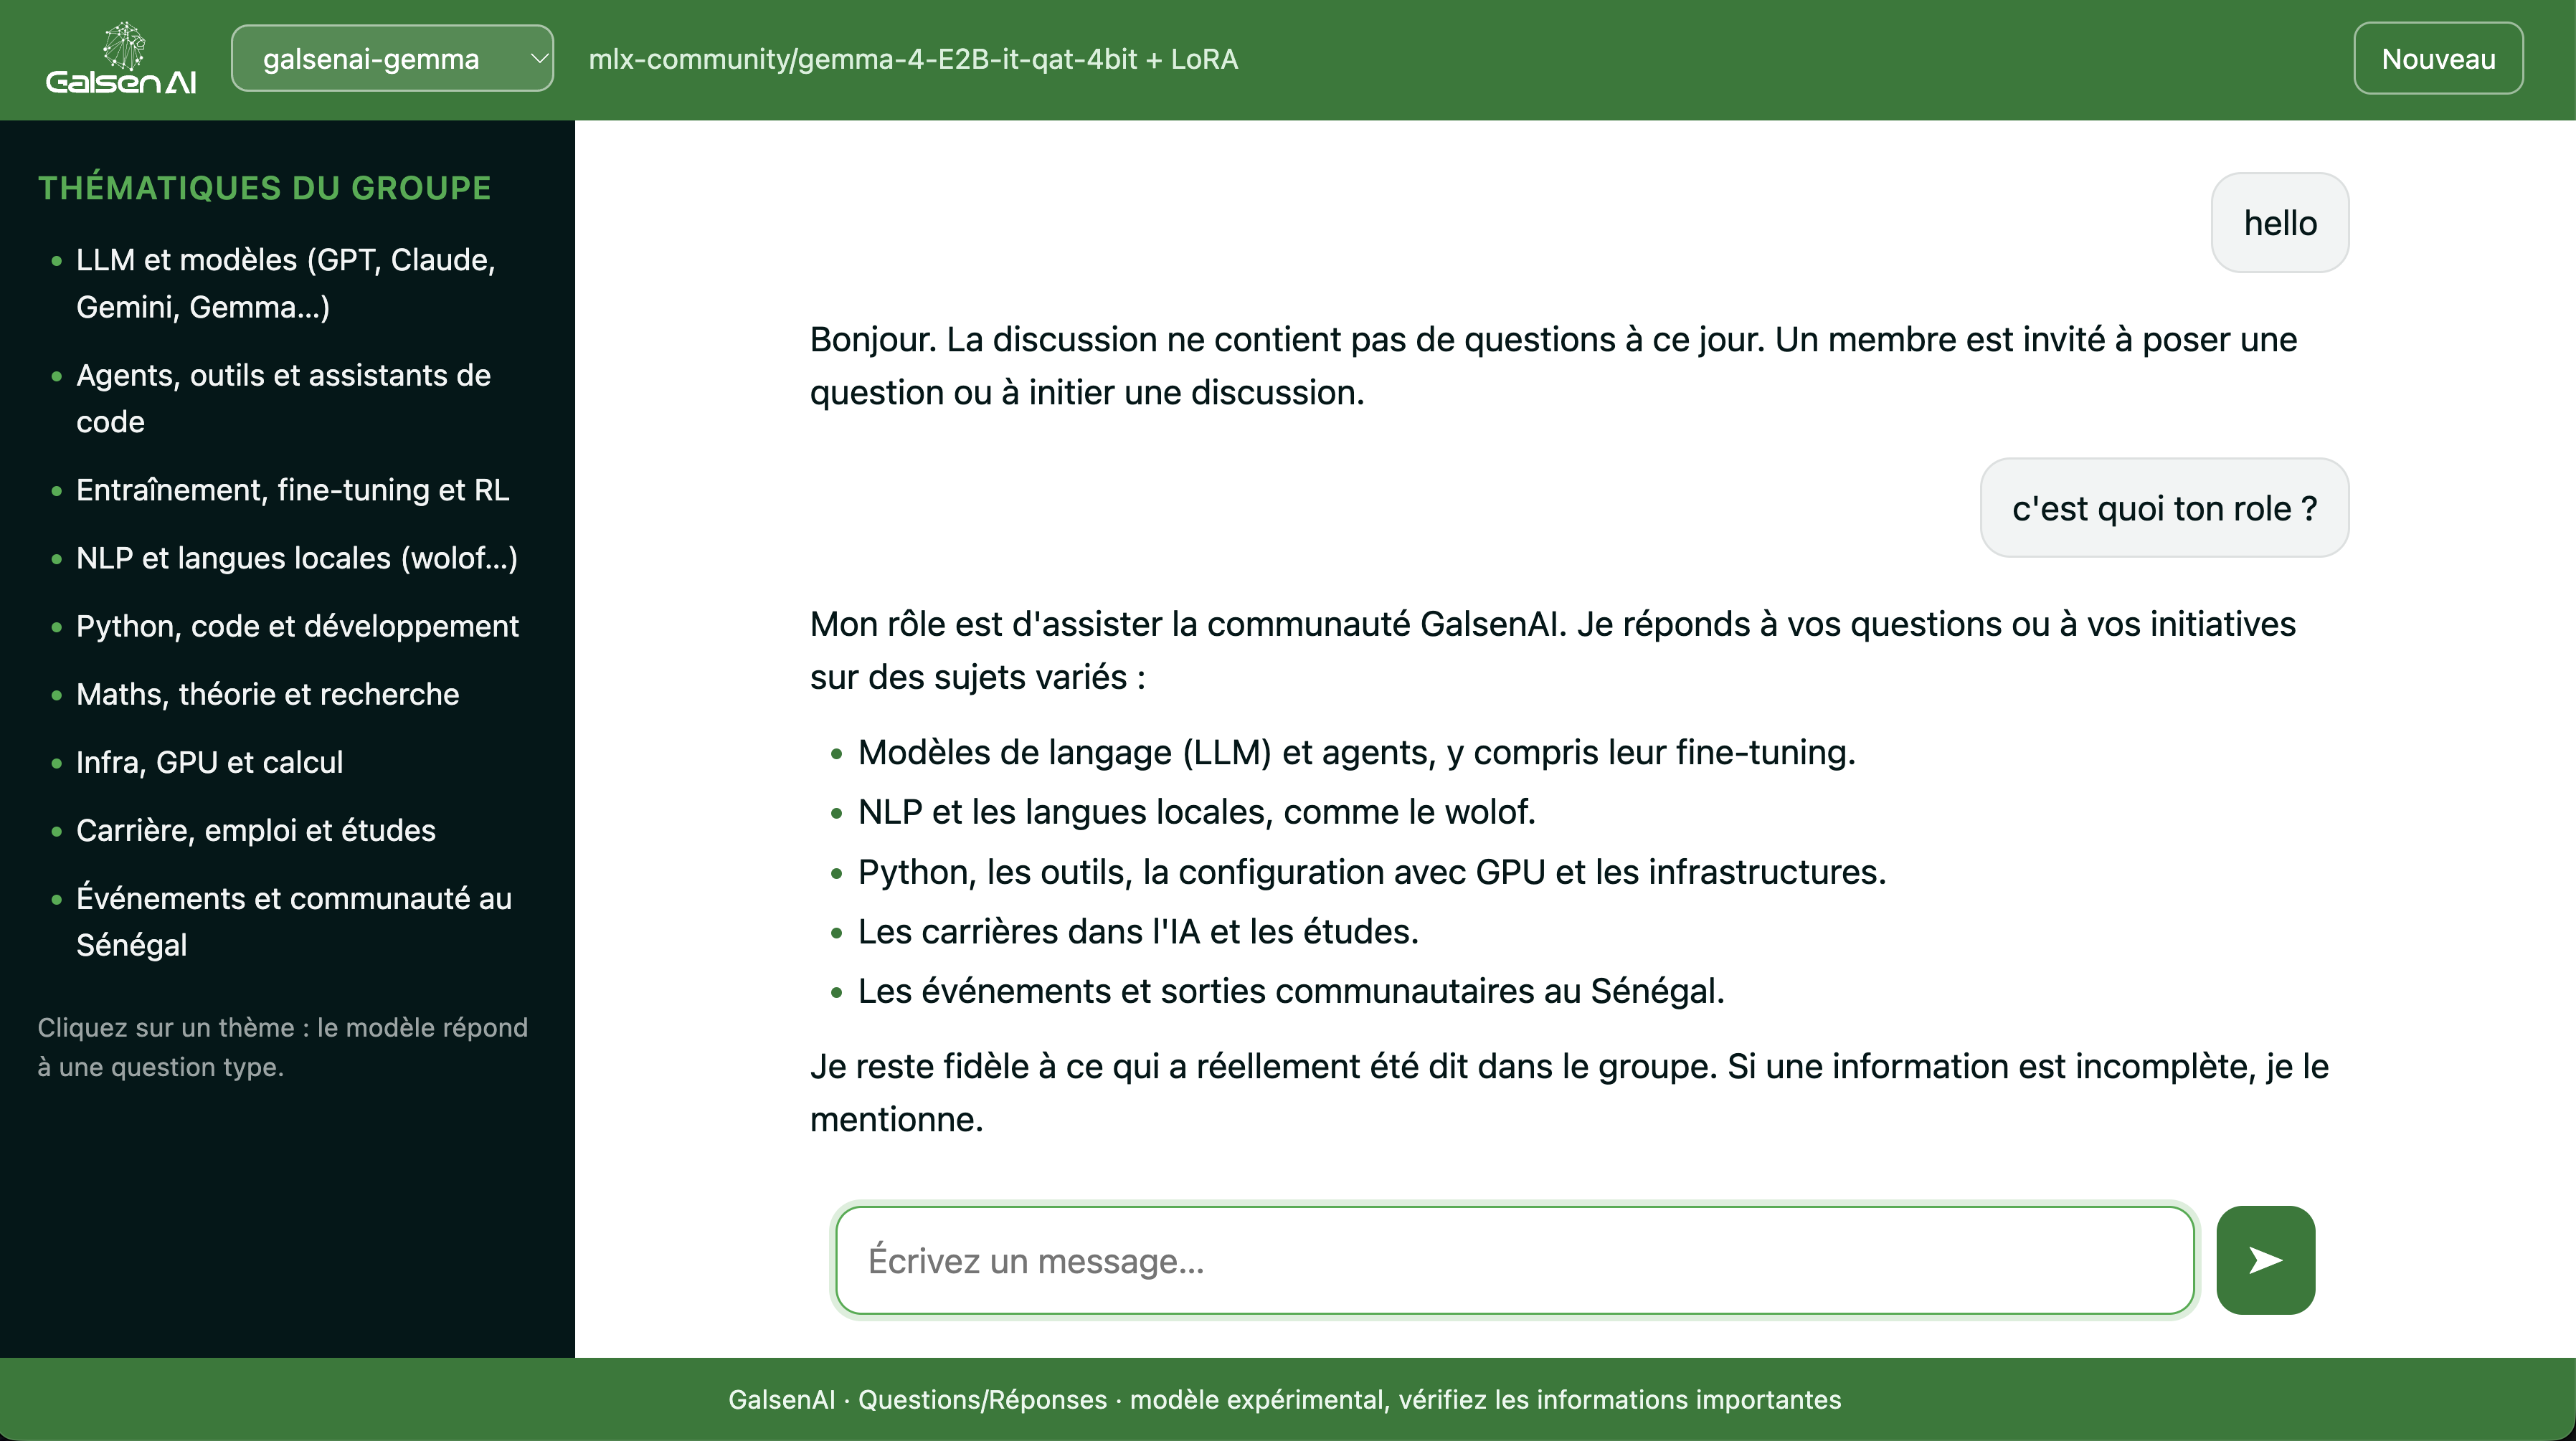 GalsenAI
galsenai-gemma
mlx-community/gemma-4-E2B-it-qat-4bit + LoRA
Nouveau
THÉMATIQUES DU GROUPE
LLM et modèles (GPT, Claude,
Gemini, Gemma...)
Agents, outils et assistants de
code
Entraînement, fine-tuning et RL
NLP et langues locales (wolof...)
Python, code et développement
Maths, théorie et recherche
Infra, GPU et calcul
Carrière, emploi et études
Événements et communauté au
Sénégal
Cliquez sur un thème : le modèle répond
à une question type.
hello
Bonjour. La discussion ne contient pas de questions à ce jour. Un membre est invité à poser une
question ou à initier une discussion.
c'est quoi ton role ?
Mon rôle est d'assister la communauté GalsenAI. Je réponds à vos questions ou à vos initiatives
sur des sujets variés :
Modèles de langage (LLM) et agents, y compris leur fine-tuning.
NLP et les langues locales, comme le wolof.
Python, les outils, la configuration avec GPU et les infrastructures.
Les carrières dans l'IA et les études.
Les événements et sorties communautaires au Sénégal.
Je reste fidèle à ce qui a réellement été dit dans le groupe. Si une information est incomplète, je le
mentionne.
Écrivez un message...
GalsenAI · Questions/Réponses · modèle expérimental, vérifiez les informations importantes